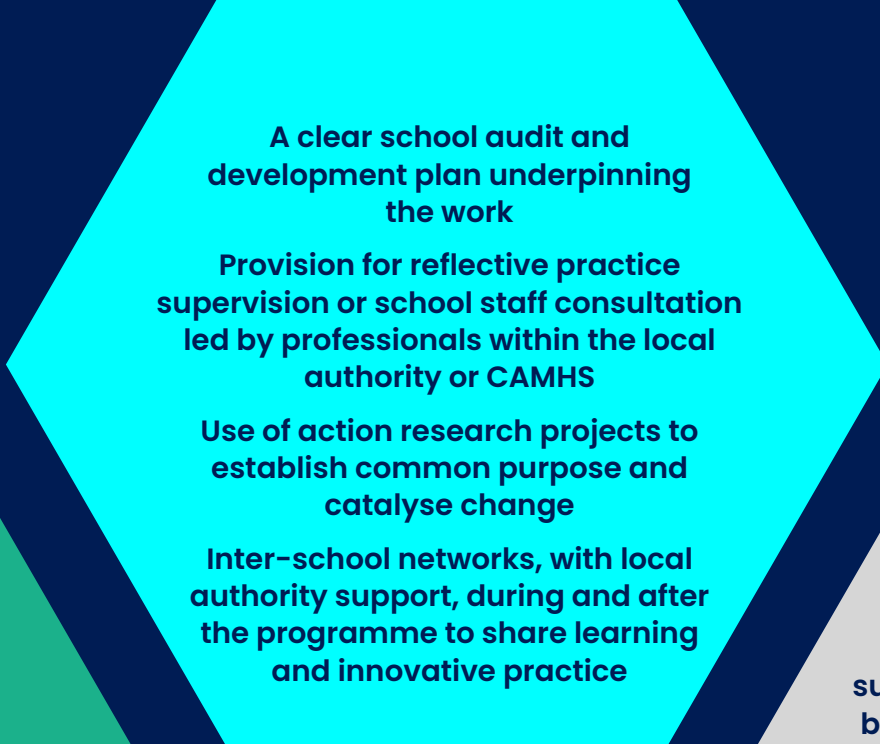 A clear school audit and
development plan underpinning
the work
Provision for reflective practice
supervision or school staff consultation
led by professionals within the local
authority or CAMHS
Use of action research projects to
establish common purpose and
catalyse change
Inter-school networks, with local
authority support, during and after
the programme to share learning
and innovative practice